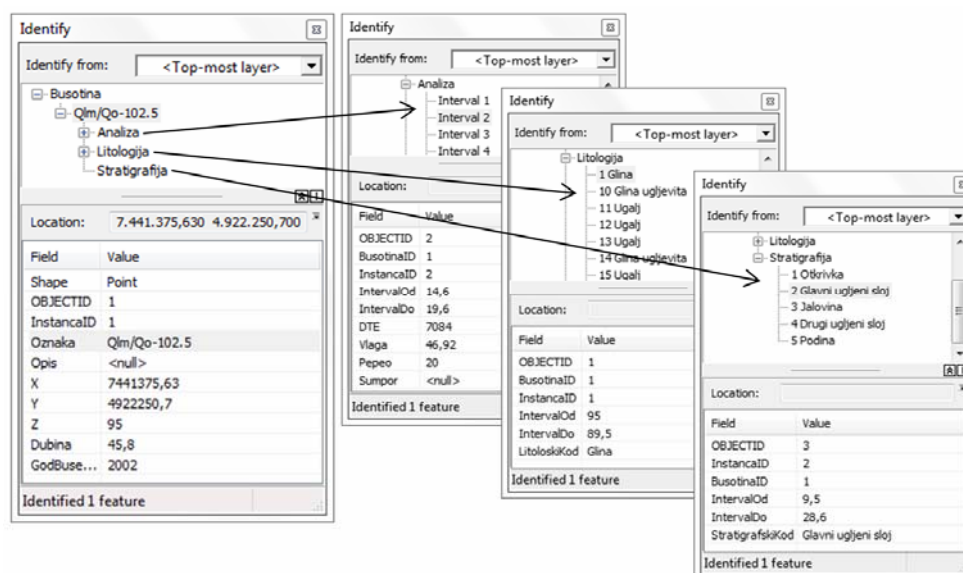 Identify
Identify from: <Top-most layer>
Busotina
Qlm/Qo-102.5
Analiza
Litologija
Stratigrafija
Location: 7.441.375,630 4.922.250,700
Field Value
Shape Point
OBJECTID 1
InstancaID 1
Oznaka Qlm/Qo-102.5
Opis <null>
X 7441375,63
Y 4922250,7
Z 95
Dubina 45,8
GodBuse... 2002
Identified 1 feature
Identify
Identify from: <Top-most layer>
Analiza
Interval 1
Interval 2
Interval 3
Interval 4
Location:
Field Value
OBJECTID 2
BusotinaID 1
InstancaID 2
IntervalOd 14,6
IntervalDo 19,6
DTE 7084
Vlaga 46,92
Pepeo 20
Sumpor <null>
Identified 1 feature
Identify
Identify from: <Top-most layer>
Litologija
1 Glina
10 Glina ugljevita
11 Ugalj
12 Ugalj
13 Ugalj
14 Glina ugljevita
15 Ugalj
Location:
Field Value
OBJECTID 1
BusotinaID 1
InstancaID 1
IntervalOd 95
IntervalDo 89,5
LitoloskiKod Glina
Identified 1 feature
Identify
Identify from: <Top-most layer>
Litologija
Stratigrafija
1 Otkrivka
2 Glavni ugljeni sloj
3 Jalovina
4 Drugi ugljeni sloj
5 Podina
Location:
Field Value
OBJECTID 3
InstancaID 2
BusotinaID 1
IntervalOd 9,5
IntervalDo 28,6
StratigrafskiKod Glavni ugljeni sloj
Identified 1 feature